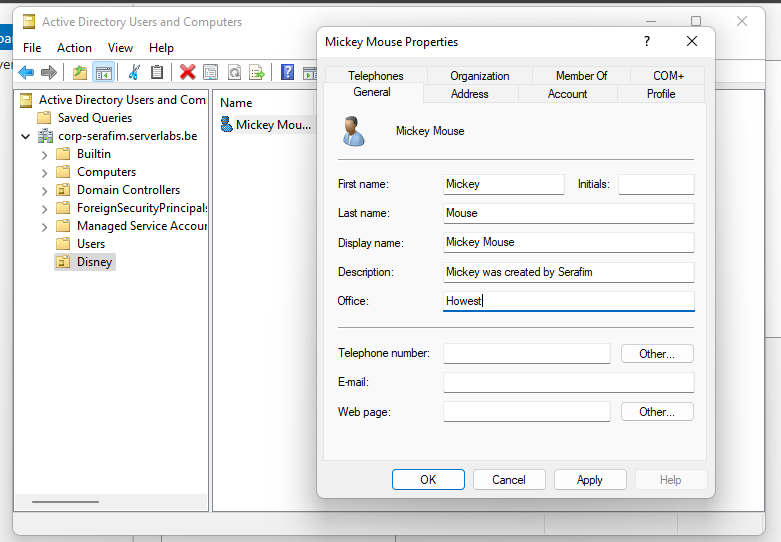 Active Directory Users and Computers
File Action View Help
Active Directory Users and Com
Saved Queries
corp-serafim.serverlabs.be
Builtin
Computers
Domain Controllers
ForeignSecurityPrincipals
Managed Service Accour
Users
Disney
Name
Mickey Mou...
Mickey Mouse Properties
?
Telephones Organization Member Of COM+
General Address Account Profile
Mickey Mouse
First name: Mickey Initials:
Last name: Mouse
Display name: Mickey Mouse
Description: Mickey was created by Serafim
Office: Howest
Telephone number: Other...
E-mail:
Web page: Other...
OK Cancel Apply Help